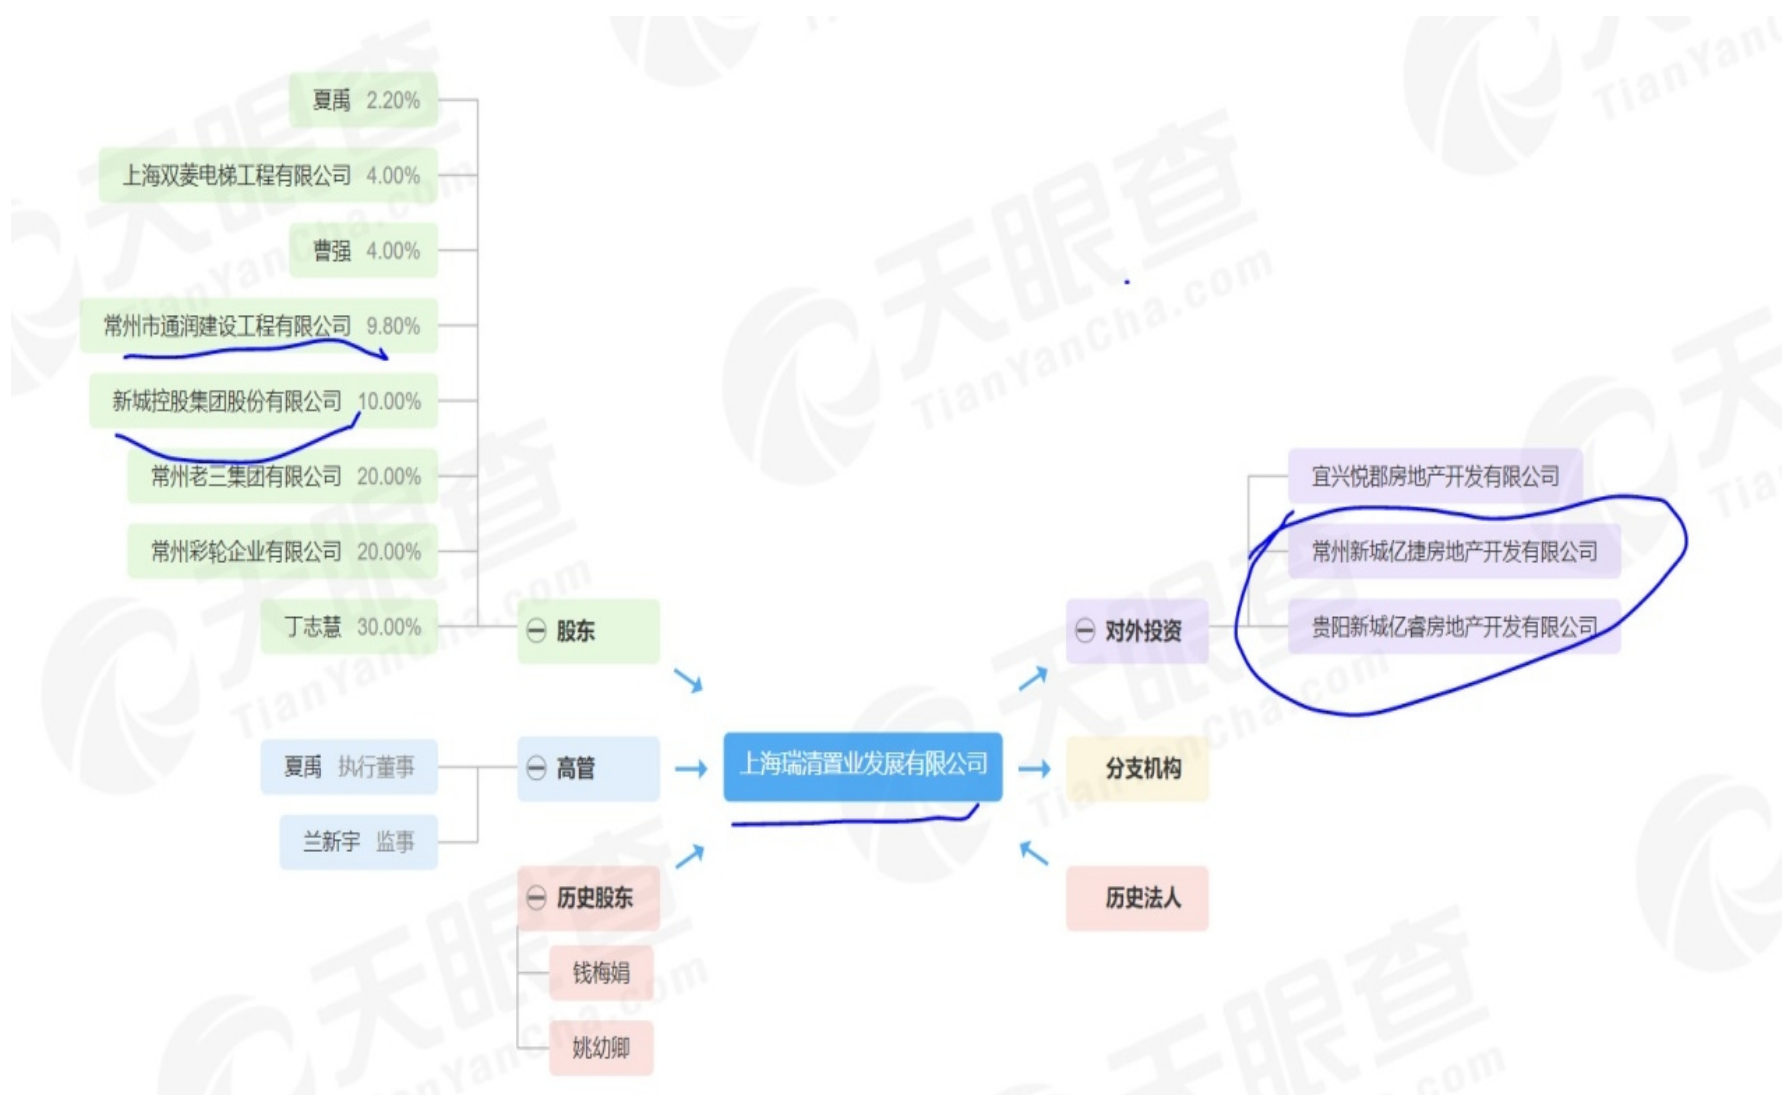 夏禹 2.20%
上海双菱电梯工程有限公司 4.00%
曹强 4.00%
常州市通润建设工程有限公司 9.80%
新城控股集团股份有限公司 10.00%
常州老三集团有限公司 20.00%
常州彩轮企业有限公司 20.00%
丁志慧 30.00%
股东
夏禹 执行董事
兰新宇 监事
高管
历史股东
钱梅娟
姚幼卿
上海瑞清置业发展有限公司
对外投资
宜兴悦郡房地产开发有限公司
常州新城亿捷房地产开发有限公司
贵阳新城亿睿房地产开发有限公司
分支机构
历史法人
天眼查
TianYanCha.com